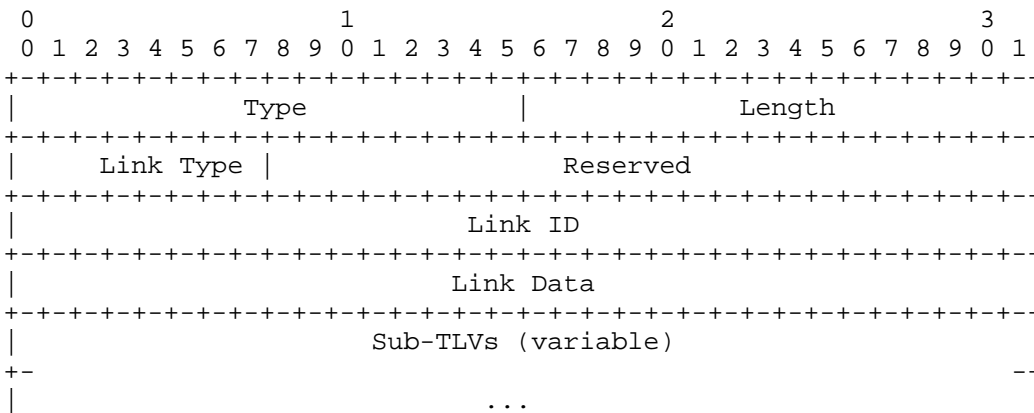 0                   1                   2                   3
 0 1 2 3 4 5 6 7 8 9 0 1 2 3 4 5 6 7 8 9 0 1 2 3 4 5 6 7 8 9 0 1
+-+-+-+-+-+-+-+-+-+-+-+-+-+-+-+-+-+-+-+-+-+-+-+-+-+-+-+-+-+-+-+--
|              Type             |             Length
+-+-+-+-+-+-+-+-+-+-+-+-+-+-+-+-+-+-+-+-+-+-+-+-+-+-+-+-+-+-+-+--
|     Link Type |                  Reserved
+-+-+-+-+-+-+-+-+-+-+-+-+-+-+-+-+-+-+-+-+-+-+-+-+-+-+-+-+-+-+-+--
|                            Link ID
+-+-+-+-+-+-+-+-+-+-+-+-+-+-+-+-+-+-+-+-+-+-+-+-+-+-+-+-+-+-+-+--
|                           Link Data
+-+-+-+-+-+-+-+-+-+-+-+-+-+-+-+-+-+-+-+-+-+-+-+-+-+-+-+-+-+-+-+--
|                      Sub-TLVs (variable)
+-                                                             --
|                             ...